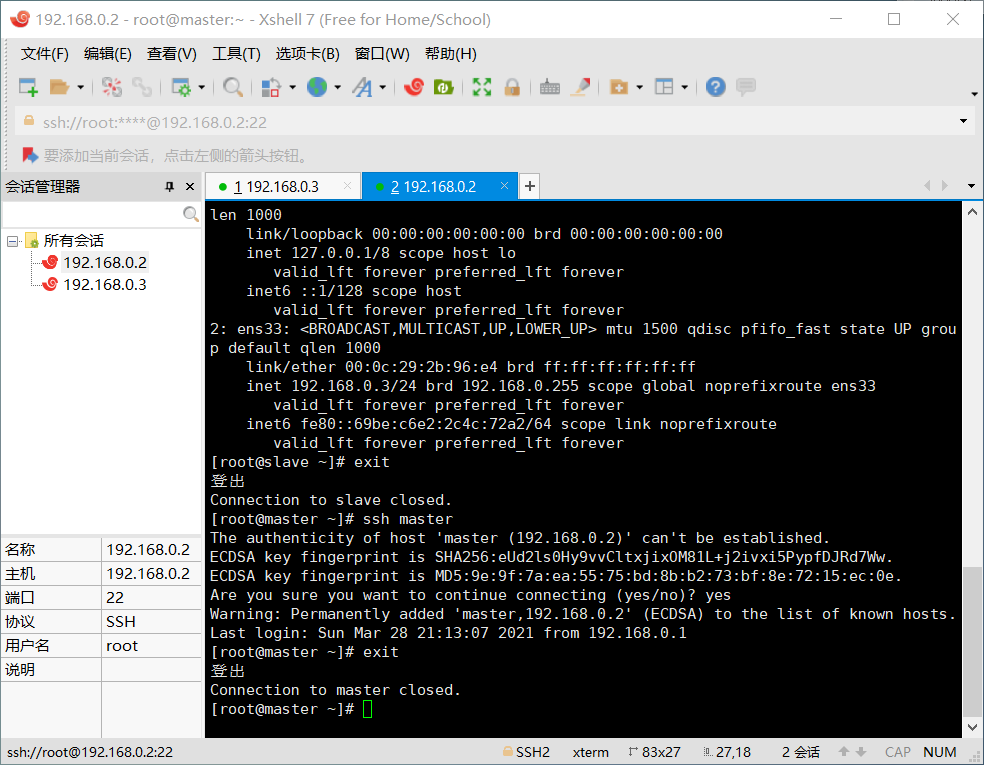 192.168.0.2 - root@master:~ - Xshell 7 (Free for Home/School)
文件(F) 编辑(E) 查看(V) 工具(T) 选项卡(B) 窗口(W) 帮助(H)
ssh://root:****@192.168.0.2:22
要添加当前会话，点击左侧的箭头按钮。
会话管理器
1 192.168.0.3
2 192.168.0.2
所有会话
192.168.0.2
192.168.0.3
名称 192.168.0.2
主机 192.168.0.2
端口 22
协议 SSH
用户名 root
说明
len 1000
link/loopback 00:00:00:00:00:00 brd 00:00:00:00:00:00
inet 127.0.0.1/8 scope host lo
valid_lft forever preferred_lft forever
inet6 ::1/128 scope host
valid_lft forever preferred_lft forever
2: ens33: <BROADCAST,MULTICAST,UP,LOWER_UP> mtu 1500 qdisc pfifo_fast state UP grou
p default qlen 1000
link/ether 00:0c:29:2b:96:e4 brd ff:ff:ff:ff:ff:ff
inet 192.168.0.3/24 brd 192.168.0.255 scope global noprefixroute ens33
valid_lft forever preferred_lft forever
inet6 fe80::69be:c6e2:2c4c:72a2/64 scope link noprefixroute
valid_lft forever preferred_lft forever
[root@slave ~]# exit
登出
Connection to slave closed.
[root@master ~]# ssh master
The authenticity of host 'master (192.168.0.2)' can't be established.
ECDSA key fingerprint is SHA256:eUd2ls0Hy9vvCltxjixOM81L+j2ivxi5PypfDJRd7Ww.
ECDSA key fingerprint is MD5:9e:9f:7a:ea:55:75:bd:8b:b2:73:bf:8e:72:15:ec:0e.
Are you sure you want to continue connecting (yes/no)? yes
Warning: Permanently added 'master,192.168.0.2' (ECDSA) to the list of known hosts.
Last login: Sun Mar 28 21:13:07 2021 from 192.168.0.1
[root@master ~]# exit
登出
Connection to master closed.
[root@master ~]#
ssh://root@192.168.0.2:22 SSH2 xterm 83x27 27,18 2 会话 CAP NUM